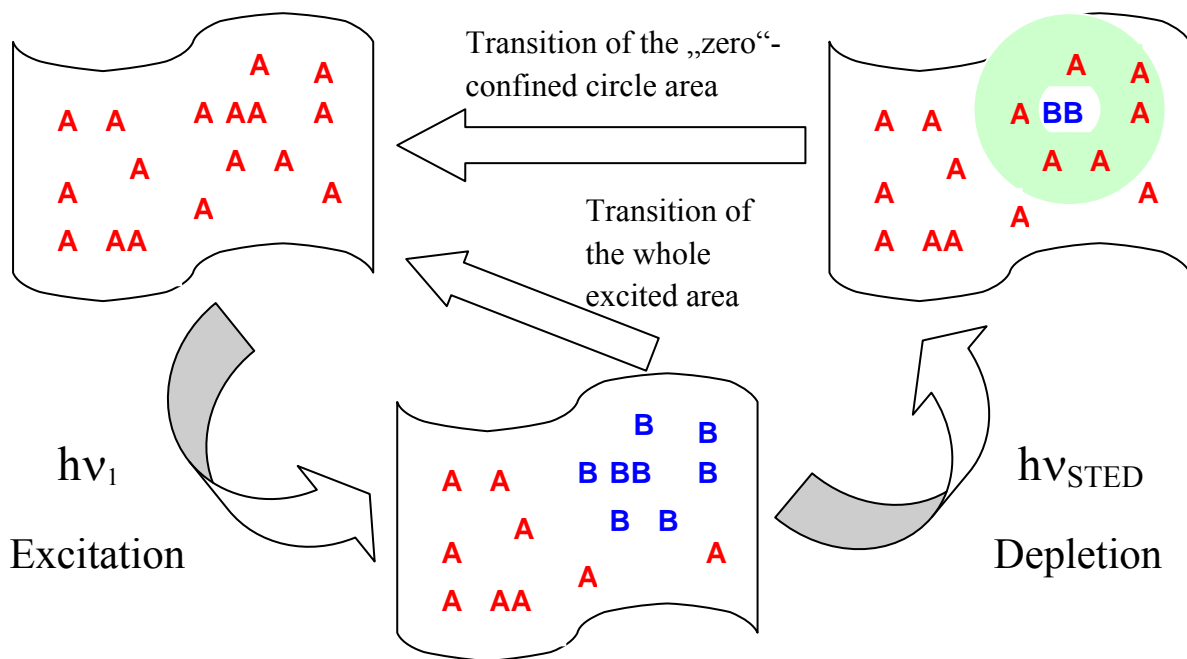 A A
A A A AA A
A A A
A A
A
A AA
Transition of the „zero“-
confined circle area
A A
A A A BB A
A A A
A A
A
A AA
Transition of
the whole
excited area
hν₁
Excitation
B B
A A B BB B
A B B
A A
A
A AA
hνSTED
Depletion